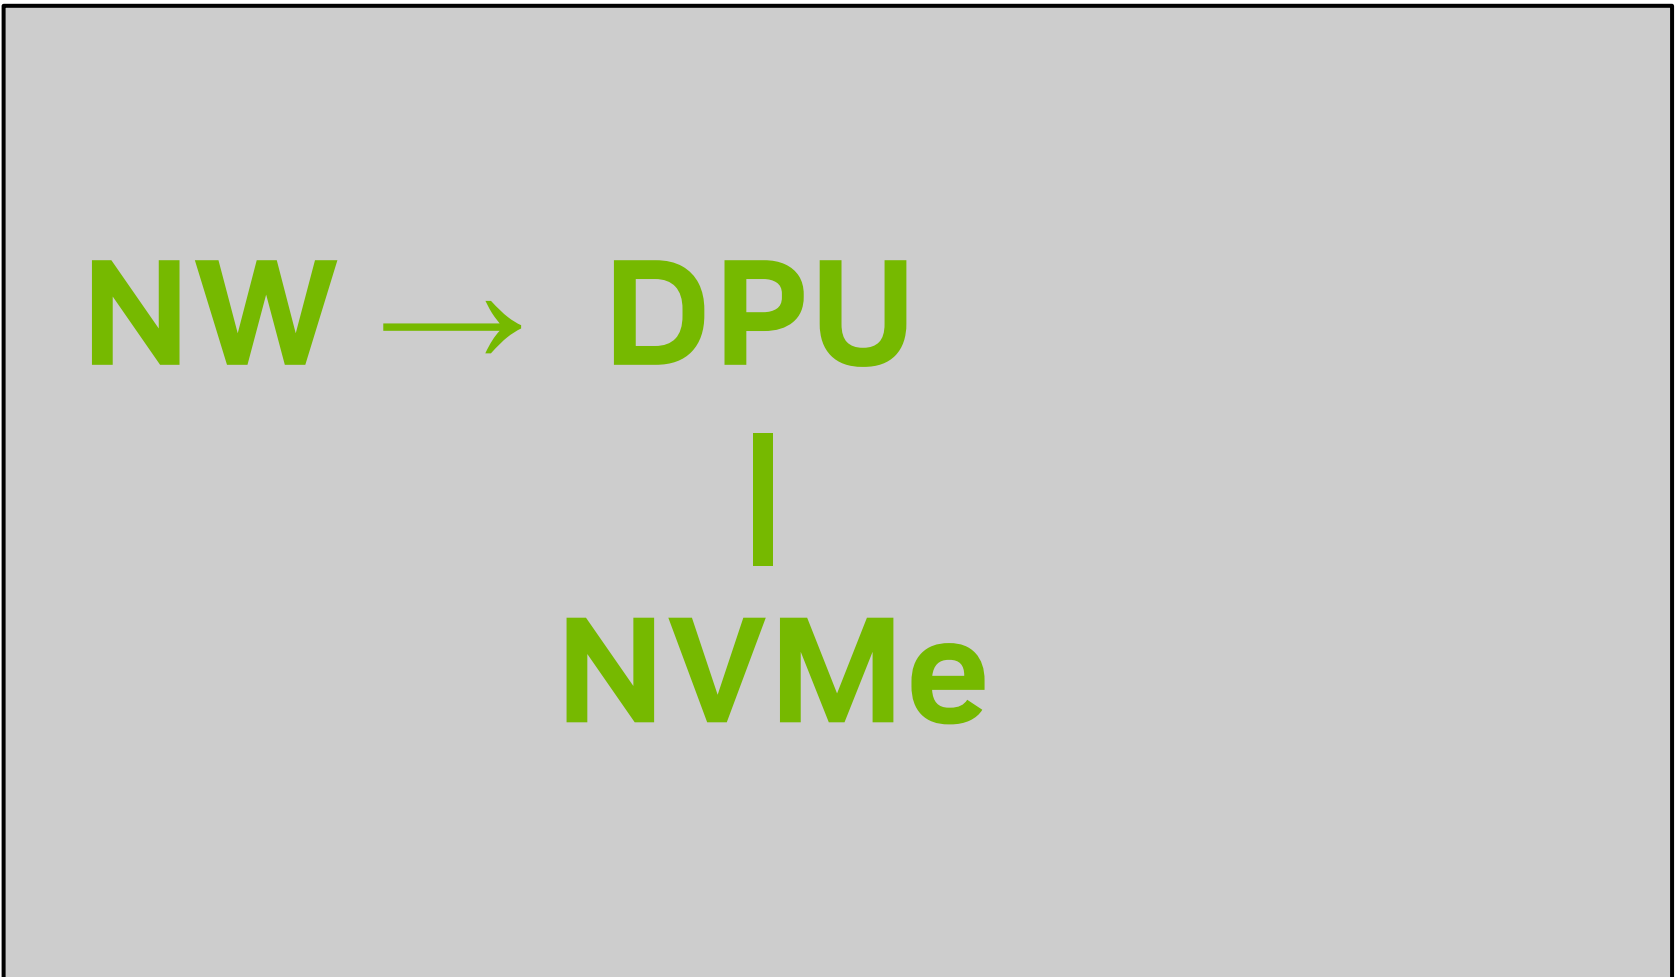 NW → DPU
|
NVMe